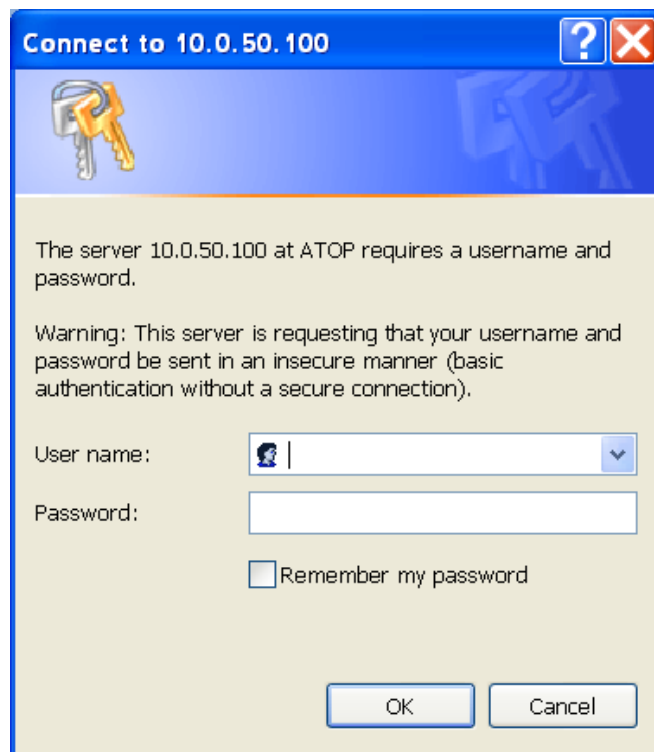 Connect to 10.0.50.100
The server 10.0.50.100 at ATOP requires a username and
password.
Warning: This server is requesting that your username and
password be sent in an insecure manner (basic
authentication without a secure connection).
User name:
Password:
Remember my password
OK Cancel